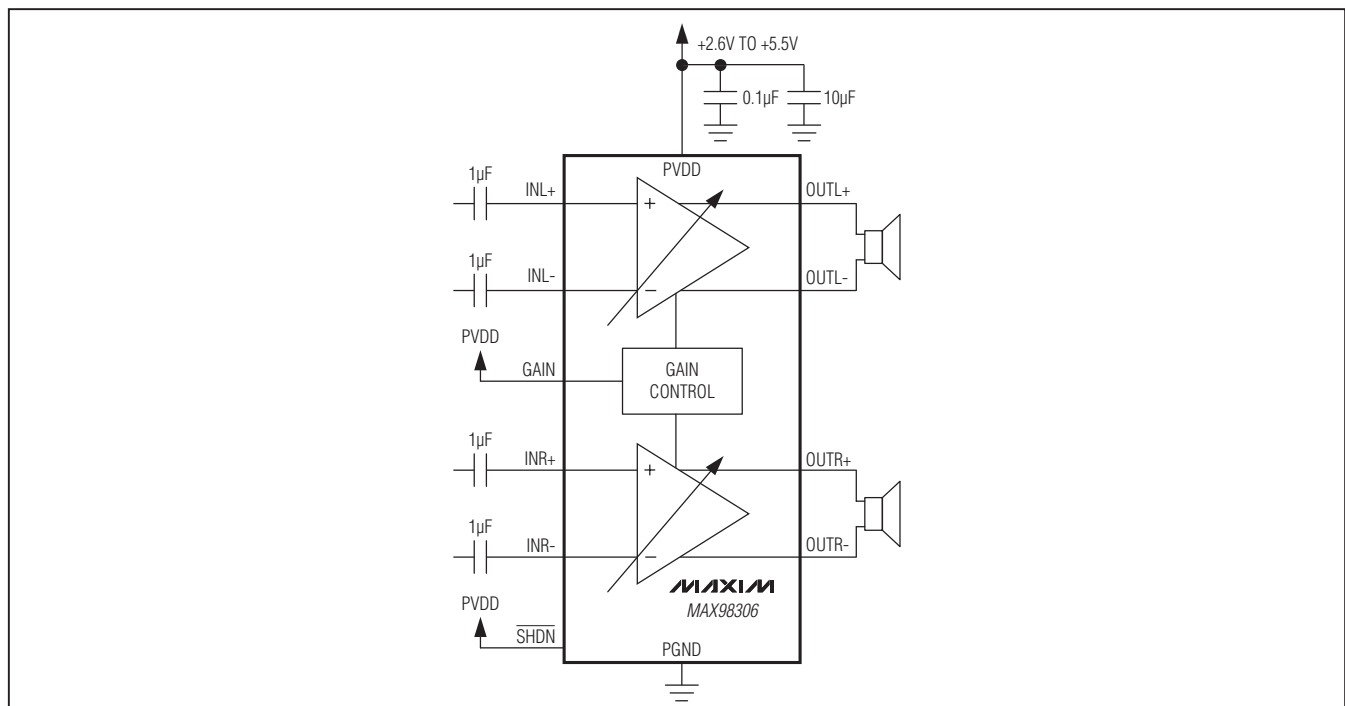 +2.6V TO +5.5V
0.1µF
10µF
PVDD
1µF
INL+
+
OUTL+
1µF
INL-
−
OUTL-
PVDD
GAIN
GAIN
CONTROL
1µF
INR+
+
OUTR+
1µF
INR-
−
OUTR-
MAXIM
MAX98306
PVDD
SHDN
PGND